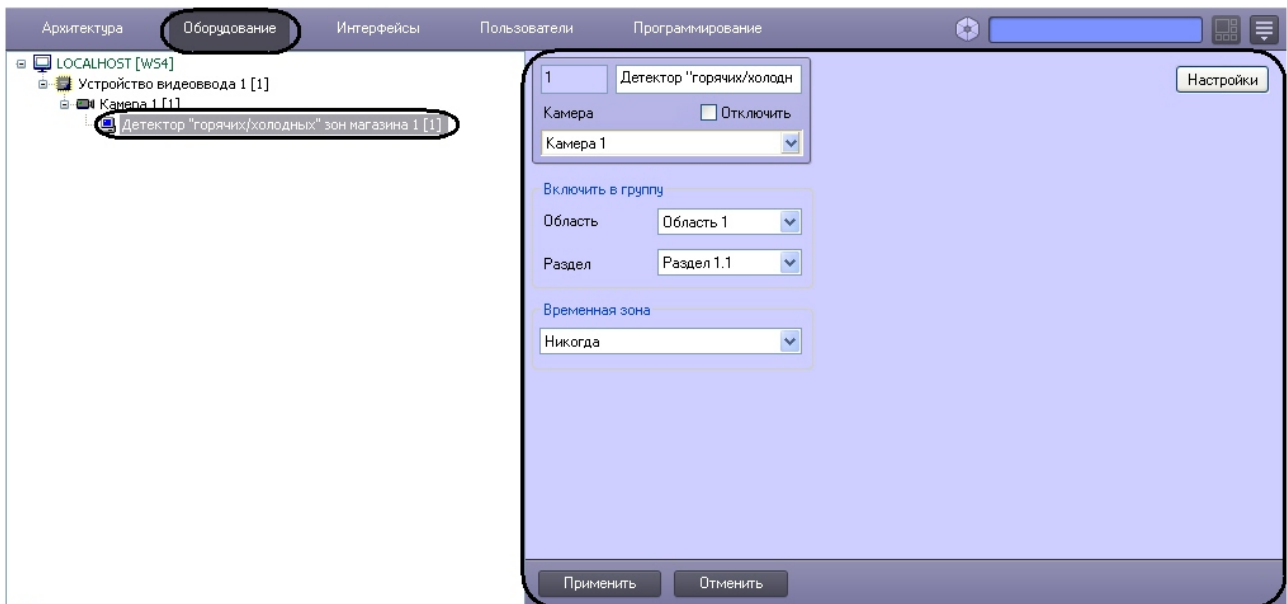 Архитектура Оборудование Интерфейсы Пользователи Программирование
LOCALHOST [WS4]
Устройство видеоввода 1 [1]
Камера 1 [1]
Детектор "горячих/холодных" зон магазина 1 [1]
1 Детектор "горячих/холодн
Настройки
Камера Отключить
Камера 1
Включить в группу
Область Область 1
Раздел Раздел 1.1
Временная зона
Никогда
Применить Отменить